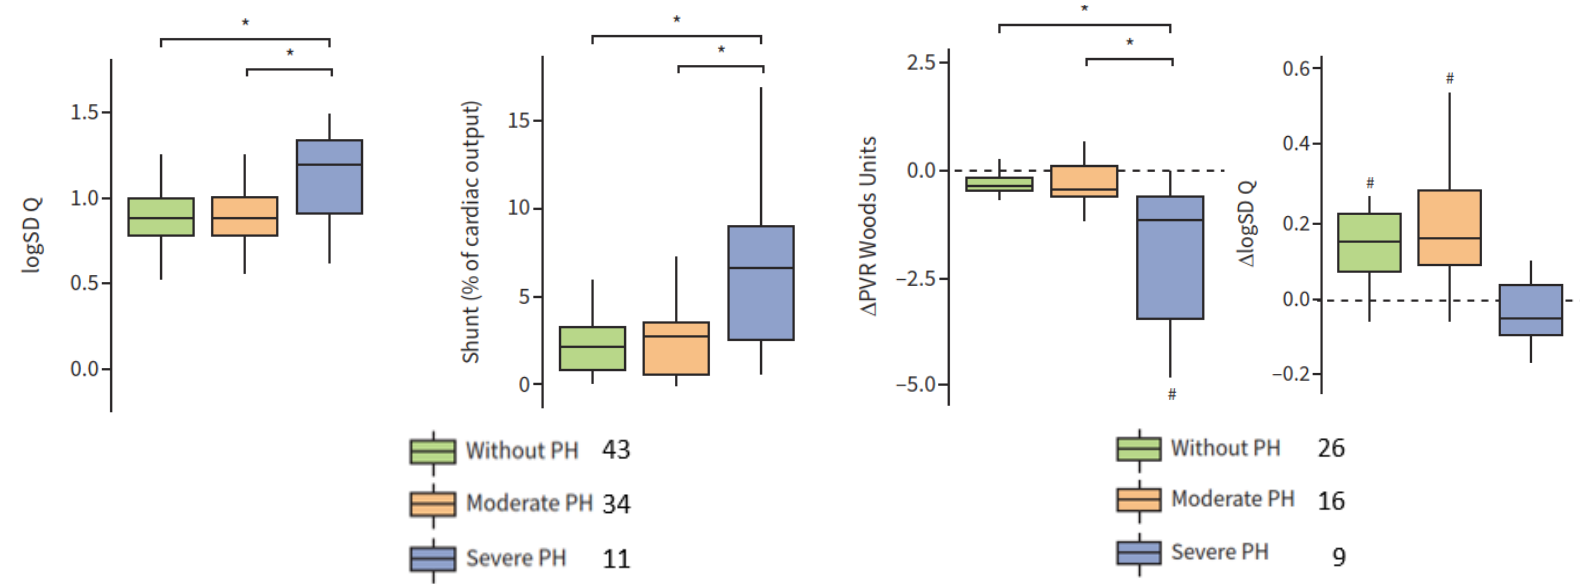 *
*
logSD Q
1.5
1.0
0.5
0.0
*
*
Shunt (% of cardiac output)
15
10
5
0
*
*
ΔPVR Woods Units
2.5
0.0
−2.5
−5.0
#
ΔlogSD Q
0.6
0.4
0.2
0.0
−0.2
#
#
Without PH 43
Moderate PH 34
Severe PH 11
Without PH 26
Moderate PH 16
Severe PH 9